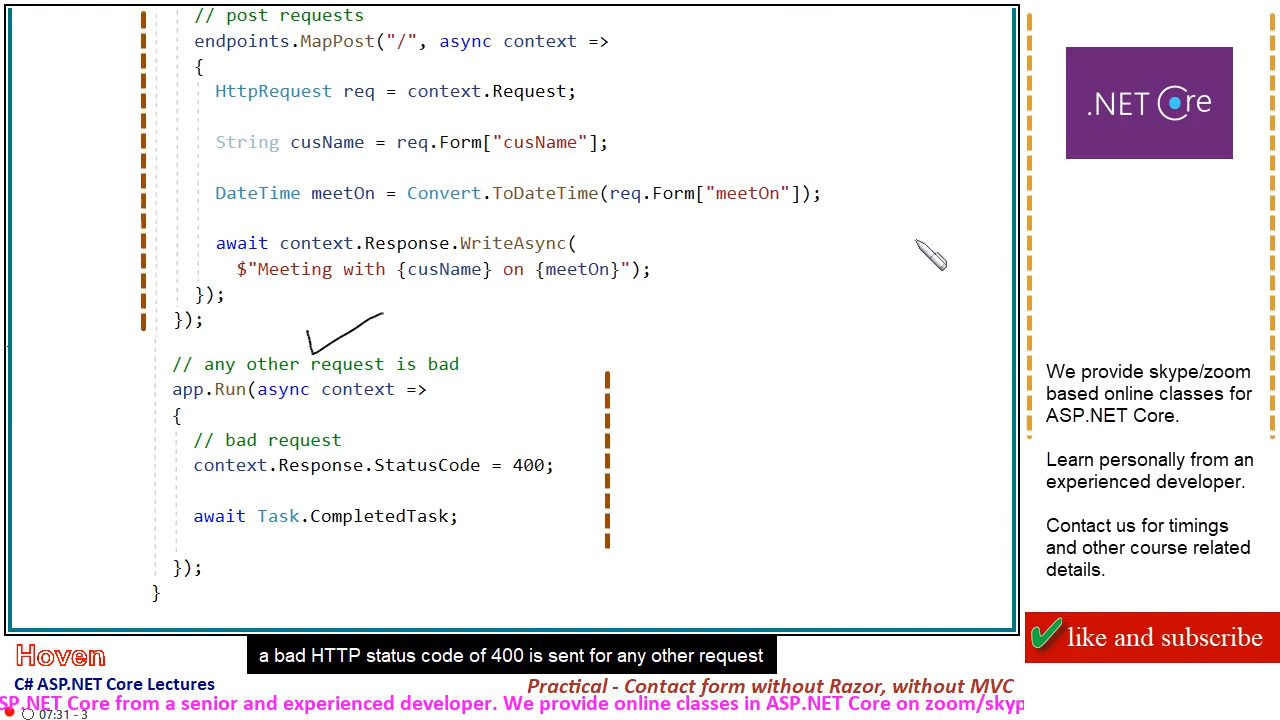 // post requests
endpoints.MapPost("/", async context =>
{
HttpRequest req = context.Request;
String cusName = req.Form["cusName"];
DateTime meetOn = Convert.ToDateTime(req.Form["meetOn"]);
await context.Response.WriteAsync(
$"Meeting with {cusName} on {meetOn}");
});
});
// any other request is bad
app.Run(async context =>
{
// bad request
context.Response.StatusCode = 400;
await Task.CompletedTask;
});
}
.NET Core
We provide skype/zoom
based online classes for
ASP.NET Core.
Learn personally from an
experienced developer.
Contact us for timings
and other course related
details.
like and subscribe
Hoven
a bad HTTP status code of 400 is sent for any other request
C# ASP.NET Core Lectures
Practical - Contact form without Razor, without MVC
SP.NET Core from a senior and experienced developer. We provide online classes in ASP.NET Core on zoom/skyp
07:31 - 3